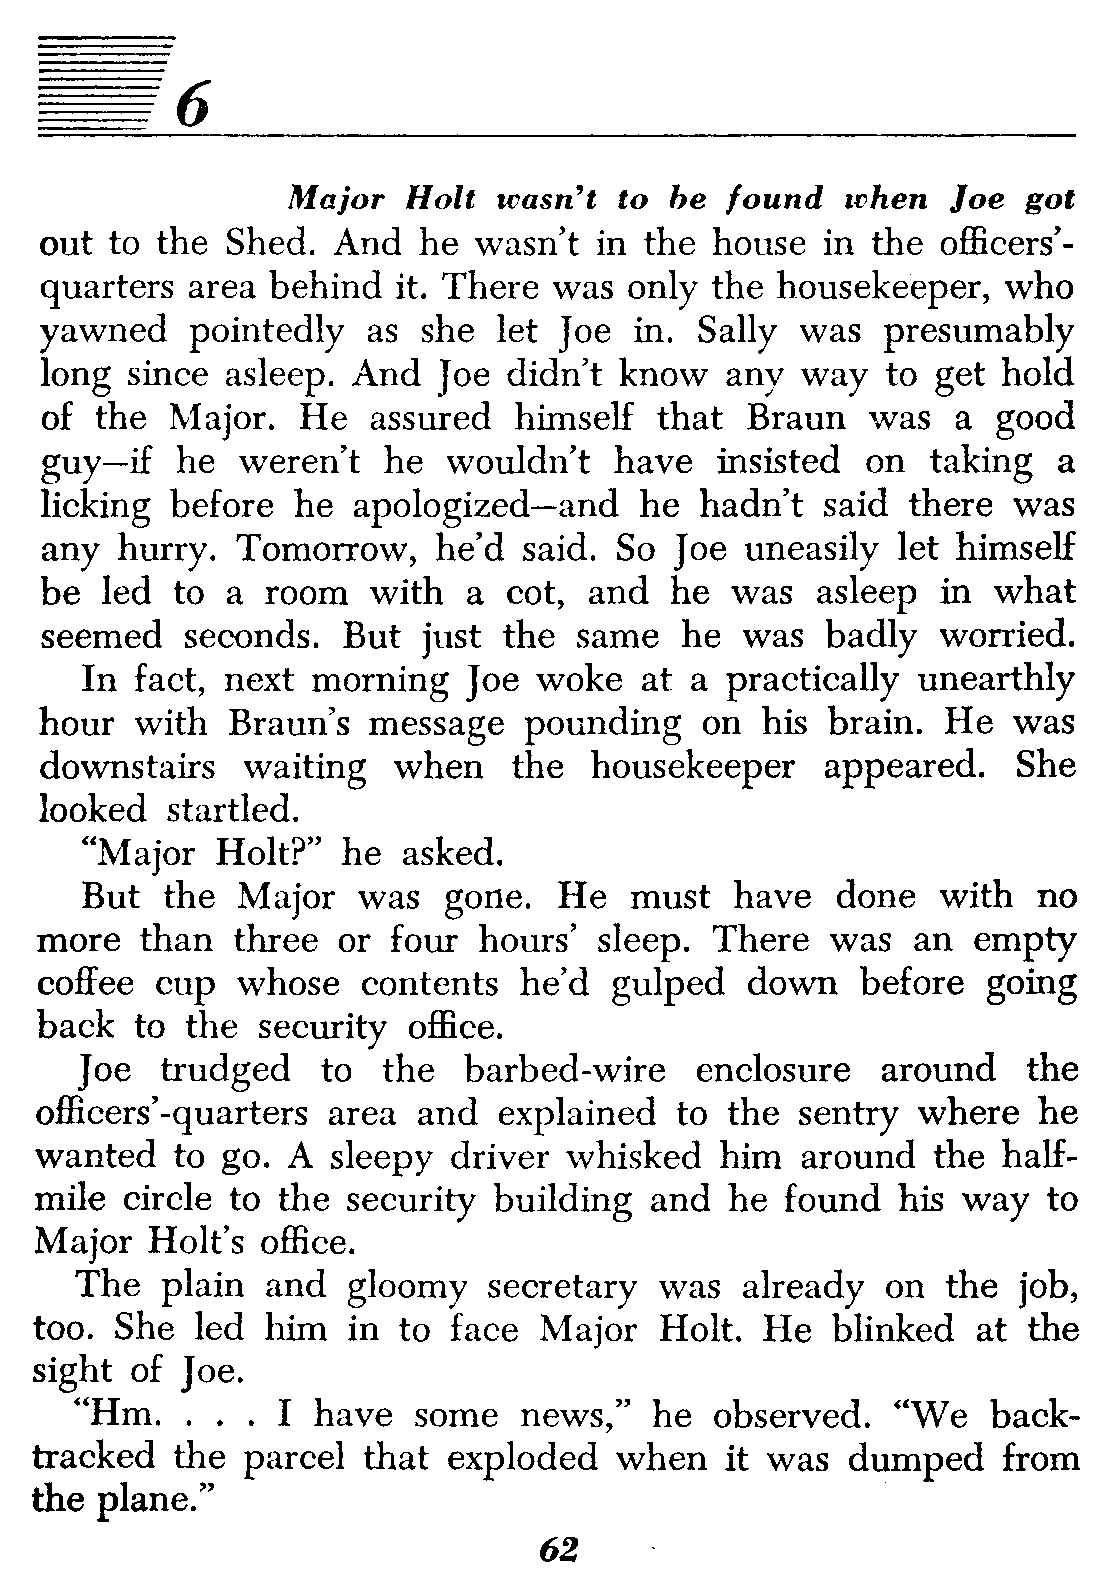 6
Major Holt wasn't to be found when Joe got
out to the Shed. And he wasn't in the house in the officers'-
quarters area behind it. There was only the housekeeper, who
yawned pointedly as she let Joe in. Sally was presumably
long since asleep. And Joe didn't know any way to get hold
of the Major. He assured himself that Braun was a good
guy—if he weren't he wouldn't have insisted on taking a
licking before he apologized—and he hadn't said there was
any hurry. Tomorrow, he'd said. So Joe uneasily let himself
be led to a room with a cot, and he was asleep in what
seemed seconds. But just the same he was badly worried.
In fact, next morning Joe woke at a practically unearthly
hour with Braun's message pounding on his brain. He was
downstairs waiting when the housekeeper appeared. She
looked startled.
“Major Holt?” he asked.
But the Major was gone. He must have done with no
more than three or four hours' sleep. There was an empty
coffee cup whose contents he'd gulped down before going
back to the security office.
Joe trudged to the barbed-wire enclosure around the
officers'-quarters area and explained to the sentry where he
wanted to go. A sleepy driver whisked him around the half-
mile circle to the security building and he found his way to
Major Holt's office.
The plain and gloomy secretary was already on the job,
too. She led him in to face Major Holt. He blinked at the
sight of Joe.
“Hm. . . . I have some news,” he observed. “We back-
tracked the parcel that exploded when it was dumped from
the plane.”
62